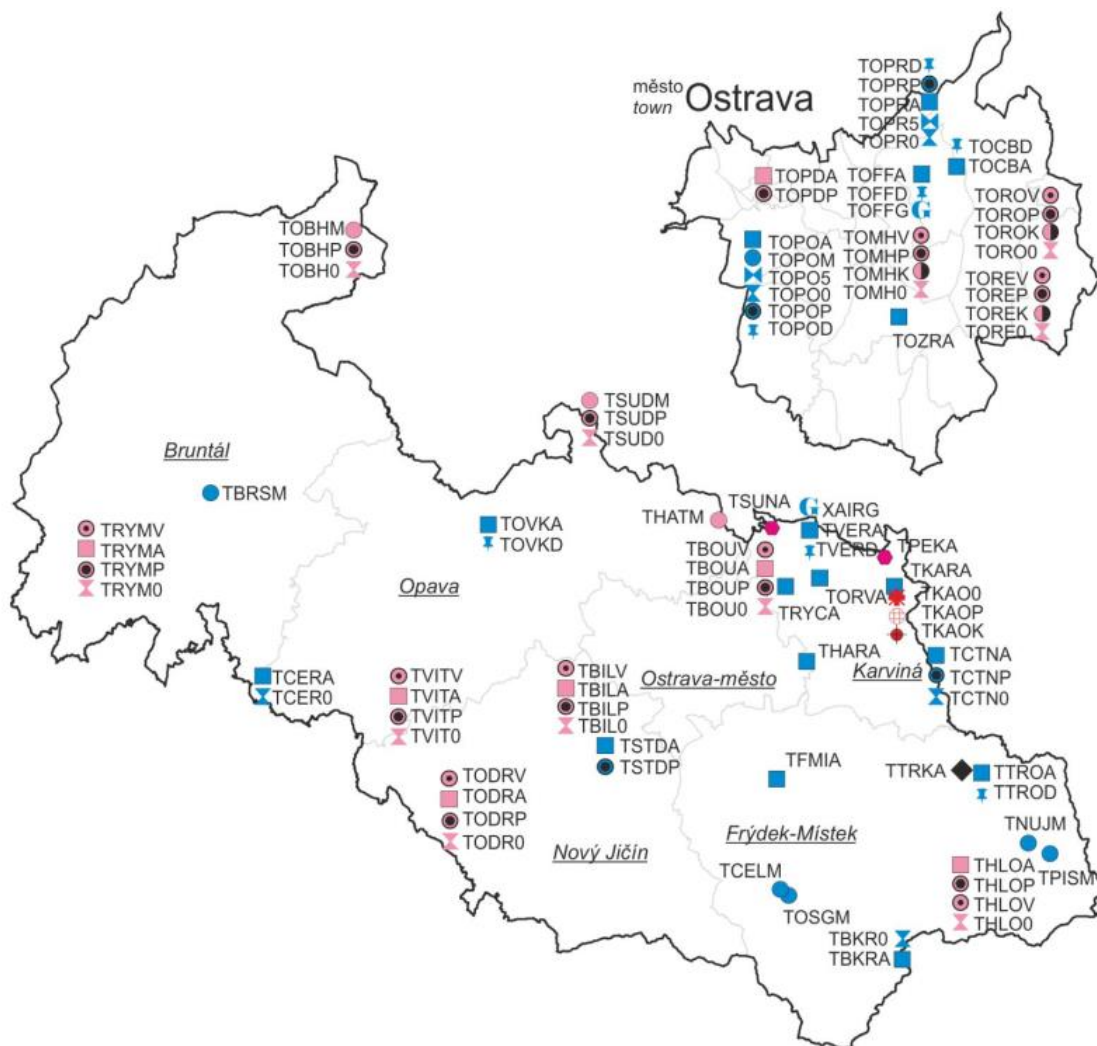 město
town
Ostrava
TOPRD
TOPRP
TOPRA
TOPR5
TOPR0
TOCBD
TOCBA
TOPDA
TOPDP
TOFFA
TOFFD
TOFFG
TOROV
TOROP
TOROK
TORO0
TOPOA
TOPOM
TOPO5
TOPO0
TOPOP
TOPOD
TOMHV
TOMHP
TOMHK
TOMH0
TOREV
TOREP
TOREK
TORE0
TOZRA
TOBHM
TOBHP
TOBH0
TSUDM
TSUDP
TSUD0
Bruntál
TBRSM
TRYMV
TRYMA
TRYMP
TRYM0
TOVKA
TOVKD
Opava
THATM
TSUNA
G XAIRG
TVERA
TVERD
TPEKA
TBOUV
TBOUA
TBOUP
TBOU0
TRYCA
TORVA
TKARA
TKAO0
TKAOP
TKAOK
THARA
Ostrava-město
Karviná
TCTNA
TCTNP
TCTN0
TCERA
TCER0
TVITV
TVITA
TVITP
TVIT0
TBILV
TBILA
TBILP
TBIL0
TSTDA
TSTDP
TODRV
TODRA
TODRP
TODR0
Nový Jičín
TFMIA
TTRKA
TTROA
TTROD
Frýdek-Místek
TNUJM
TPISM
TCELM
TOSGM
THLOA
THLOP
THLOV
THLO0
TBKR0
TBKRA